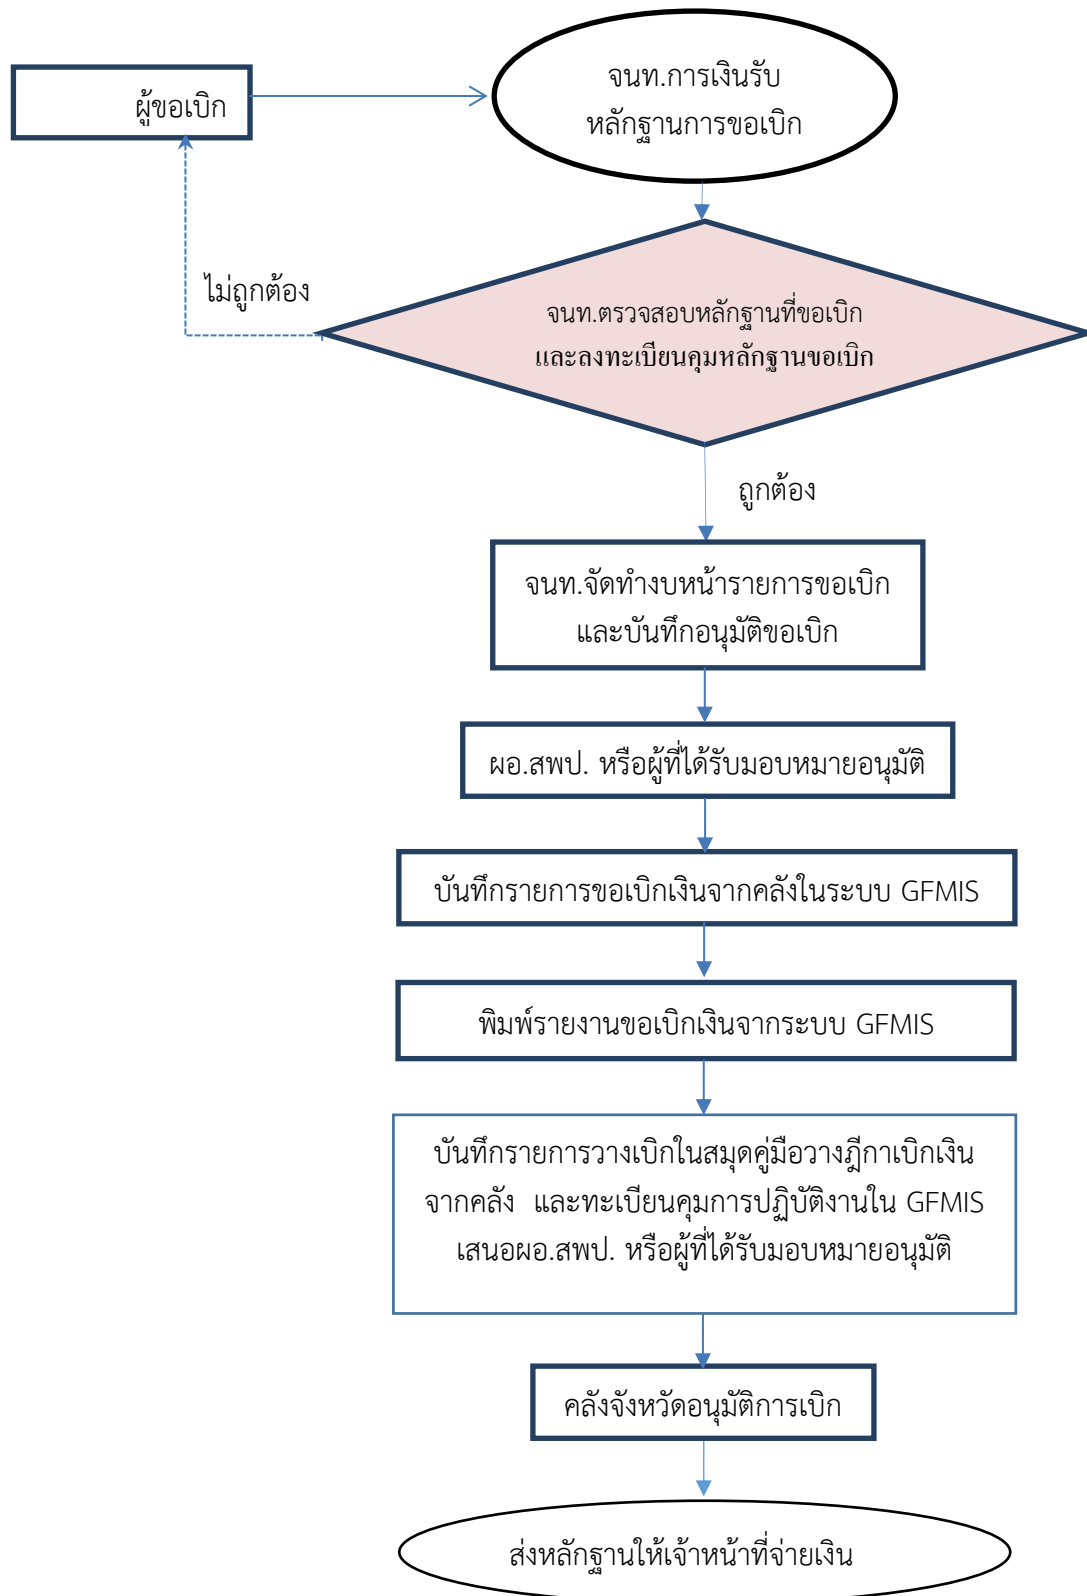 จนท.การเงินรับ
หลักฐานการขอเบิก
ผู้ขอเบิก
ไม่ถูกต้อง
จนท.ตรวจสอบหลักฐานที่ขอเบิก
และลงทะเบียนคุมหลักฐานขอเบิก
ถูกต้อง
จนท.จัดทำงบหน้ารายการขอเบิก
และบันทึกอนุมัติขอเบิก
ผอ.สพป. หรือผู้ที่ได้รับมอบหมายอนุมัติ
บันทึกรายการขอเบิกเงินจากคลังในระบบ GFMIS
พิมพ์รายงานขอเบิกเงินจากระบบ GFMIS
บันทึกรายการวางเบิกในสมุดคู่มือวางฎีกาเบิกเงิน
จากคลัง และทะเบียนคุมการปฏิบัติงานใน GFMIS
เสนอผอ.สพป. หรือผู้ที่ได้รับมอบหมายอนุมัติ
คลังจังหวัดอนุมัติการเบิก
ส่งหลักฐานให้เจ้าหน้าที่จ่ายเงิน